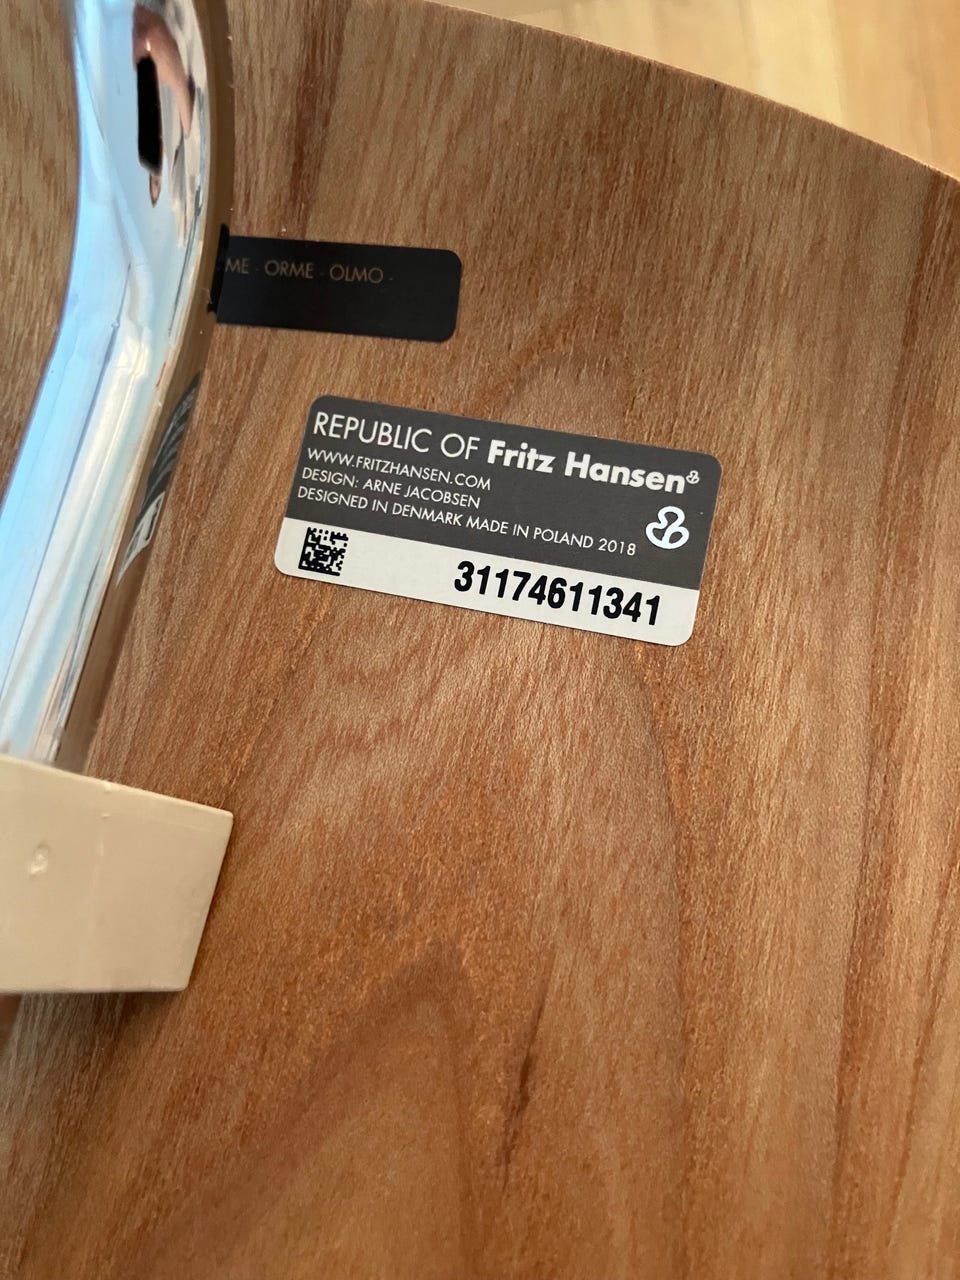 ME - ORME - OLMO -
REPUBLIC OF Fritz Hansen
WWW.FRITZHANSEN.COM
DESIGN: ARNE JACOBSEN
DESIGNED IN DENMARK MADE IN POLAND 2018
31174611341